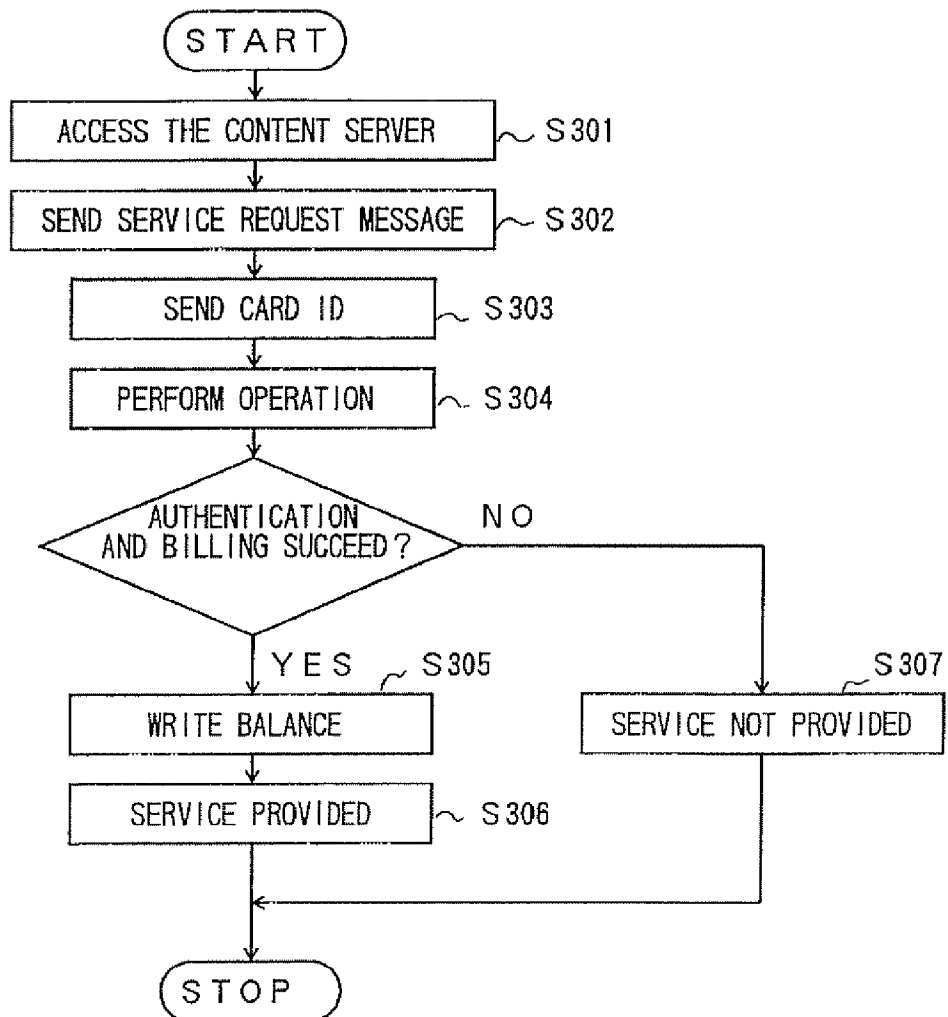 START
ACCESS THE CONTENT SERVER
S301
SEND SERVICE REQUEST MESSAGE
S302
SEND CARD ID
S303
PERFORM OPERATION
S304
AUTHENTICATION
AND BILLING SUCCEED?
NO
YES
S305
WRITE BALANCE
S307
SERVICE NOT PROVIDED
SERVICE PROVIDED
S306
STOP